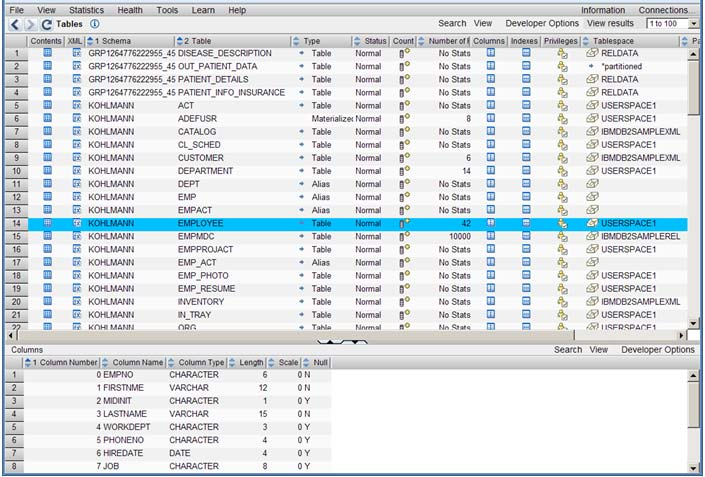 File View Statistics Health Tools Learn Help Information Connections...
Tables Search View Developer Options View results 1 to 100
Contents XML 1 Schema 2 Table Type Status Count Number of Columns Indexes Privileges Tablespace Pa
1 GRP1264776222955_45 DISEASE_DESCRIPTION Table Normal No Stats RELDATA
2 GRP1264776222955_45 OUT_PATIENT_DATA Table Normal No Stats *partitioned
3 GRP1264776222955_45 PATIENT_DETAILS Table Normal No Stats RELDATA
4 GRP1264776222955_45 PATIENT_INFO_INSURANCE Table Normal No Stats RELDATA
5 KOHLMANN ACT Table Normal No Stats USERSPACE1
6 KOHLMANN ADEFUSR Materialized Normal 8 USERSPACE1
7 KOHLMANN CATALOG Table Normal No Stats IBMDB2SAMPLEXML
8 KOHLMANN CL_SCHED Table Normal No Stats USERSPACE1
9 KOHLMANN CUSTOMER Table Normal 6 IBMDB2SAMPLEXML
10 KOHLMANN DEPARTMENT Table Normal 14 USERSPACE1
11 KOHLMANN DEPT Alias Normal No Stats
12 KOHLMANN EMP Alias Normal No Stats
13 KOHLMANN EMPACT Alias Normal No Stats
14 KOHLMANN EMPLOYEE Table Normal 42 USERSPACE1
15 KOHLMANN EMPMDC Table Normal 10000 IBMDB2SAMPLEREL
16 KOHLMANN EMPPROJACT Table Normal No Stats USERSPACE1
17 KOHLMANN EMP_ACT Alias Normal No Stats
18 KOHLMANN EMP_PHOTO Table Normal No Stats USERSPACE1
19 KOHLMANN EMP_RESUME Table Normal No Stats USERSPACE1
20 KOHLMANN INVENTORY Table Normal No Stats IBMDB2SAMPLEXML
21 KOHLMANN IN_TRAY Table Normal No Stats USERSPACE1
22 KOHLMANN ORG Table Normal No Stats USERSPACE1
Columns Search View Developer Options
1 Column Number Column Name Column Type Length Scale Null
1 0 EMPNO CHARACTER 6 0 N
2 1 FIRSTNME VARCHAR 12 0 N
3 2 MIDINIT CHARACTER 1 0 Y
4 3 LASTNAME VARCHAR 15 0 N
5 4 WORKDEPT CHARACTER 3 0 Y
6 5 PHONENO CHARACTER 4 0 Y
7 6 HIREDATE DATE 4 0 Y
8 7 JOB CHARACTER 8 0 Y